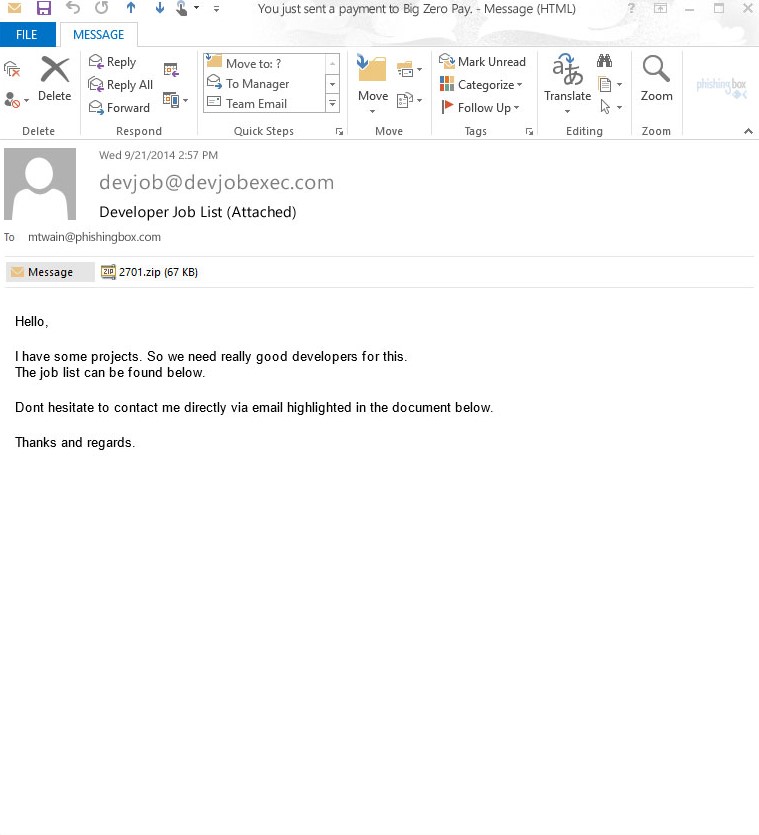 You just sent a payment to Big Zero Pay. - Message (HTML)
?
FILE MESSAGE
Delete
Reply
Reply All
Forward
Move to: ?
To Manager
Team Email
Move
Mark Unread
Categorize
Follow Up
Translate
Zoom
phishingbox
Delete Respond Quick Steps Move Tags Editing Zoom
Wed 9/21/2014 2:57 PM
devjob@devjobexec.com
Developer Job List (Attached)
To mtwain@phishingbox.com
Message ZIP 2701.zip (67 KB)
Hello,
I have some projects. So we need really good developers for this.
The job list can be found below.
Dont hesitate to contact me directly via email highlighted in the document below.
Thanks and regards.